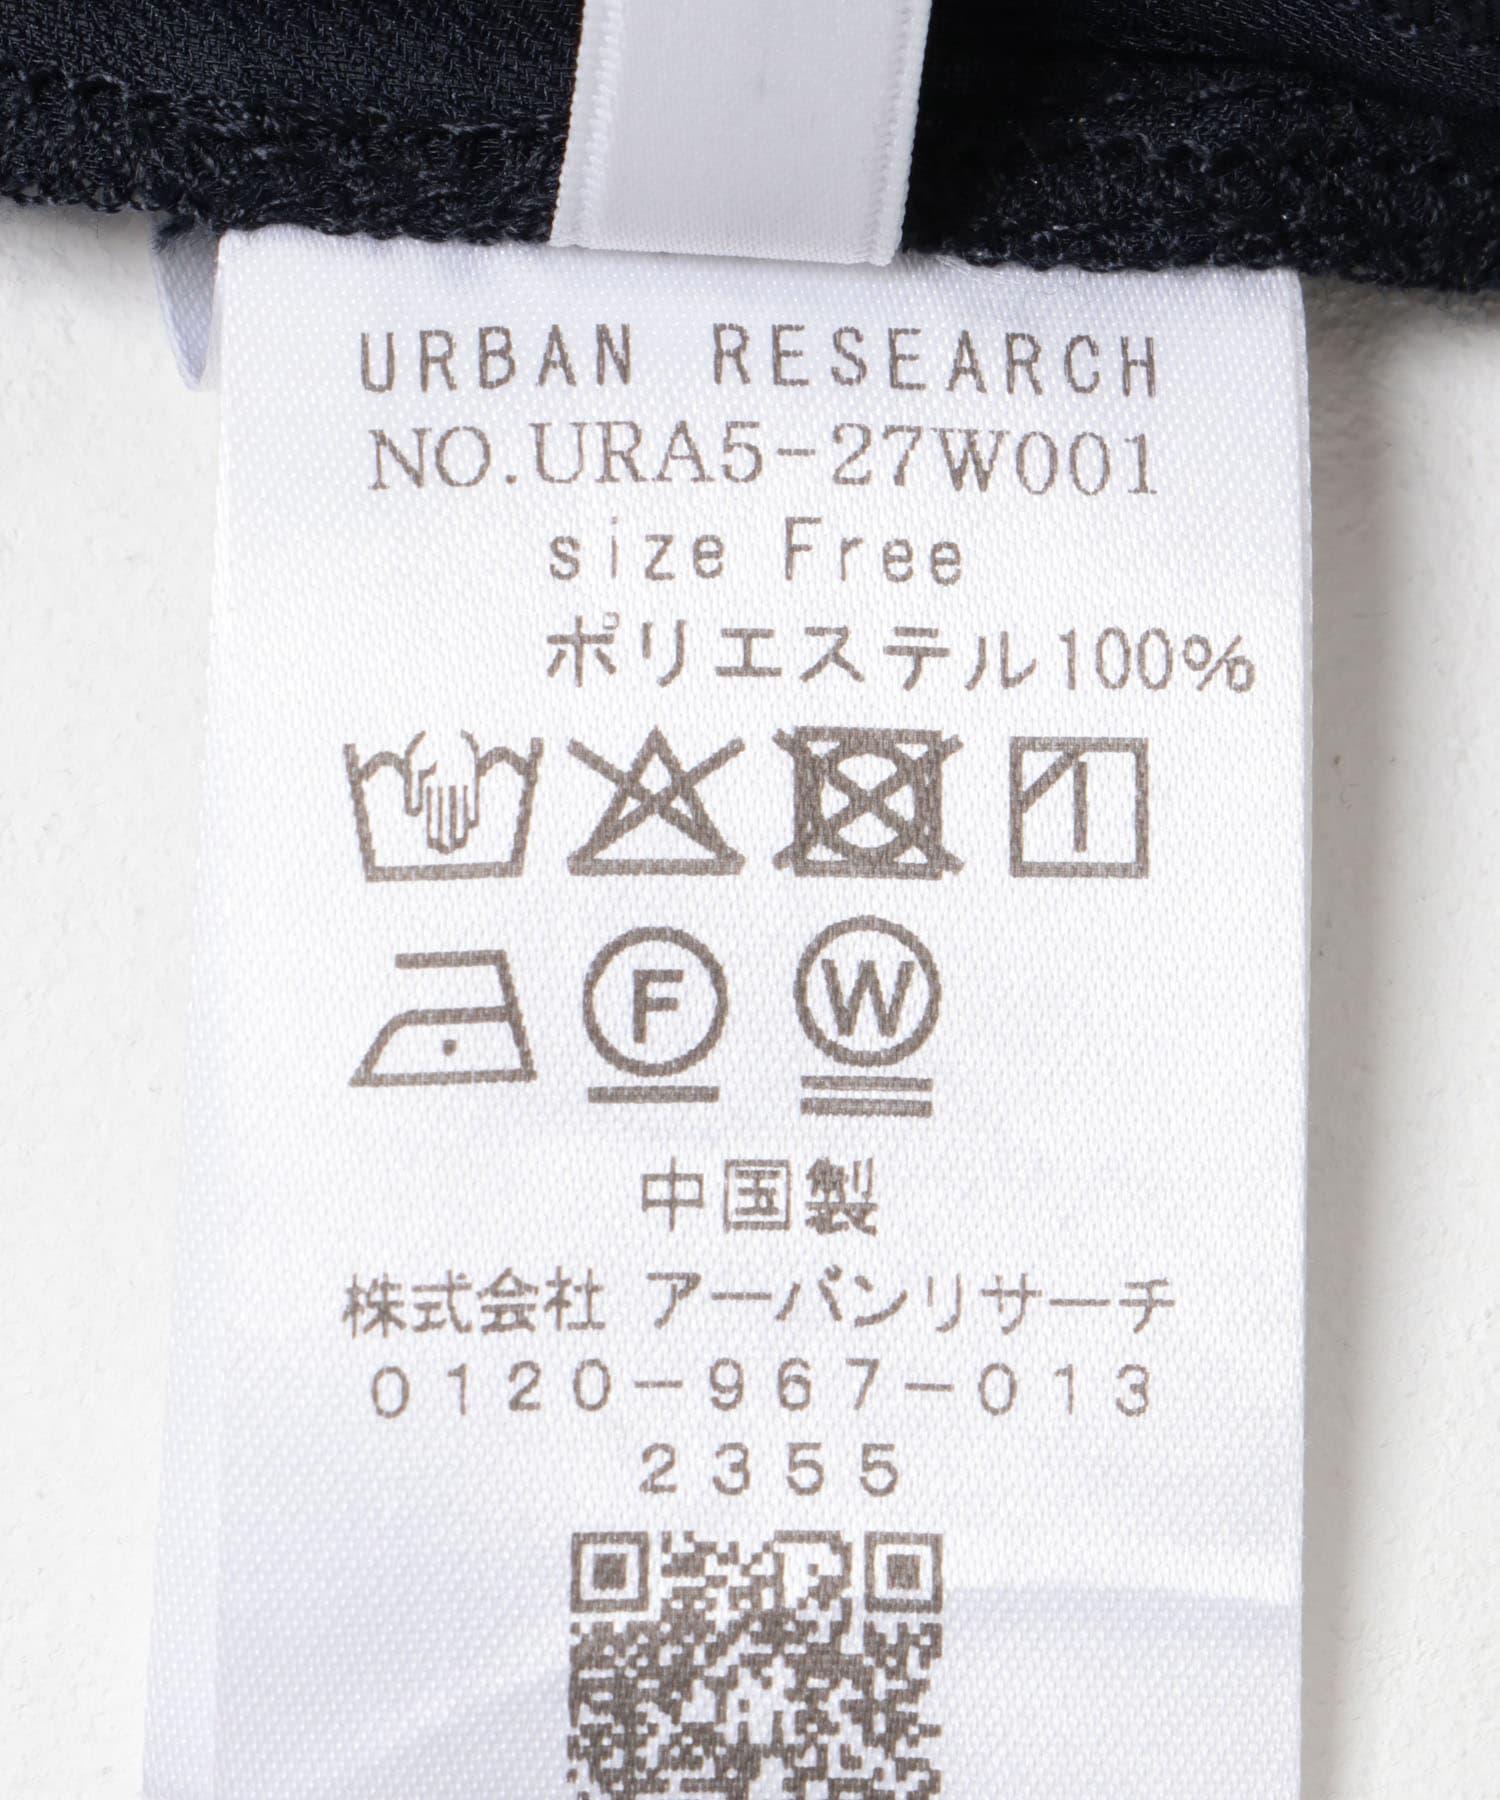 URBAN RESEARCH
NO.URA5-27W001
size Free
ポリエステル100%
F W
中国製
株式会社 アーバンリサーチ
0120-967-013
2355